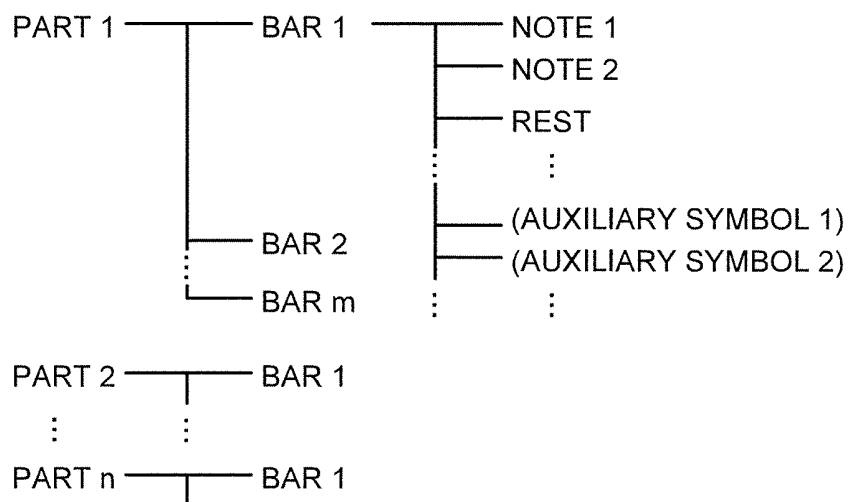 PART 1 BAR 1 NOTE 1
NOTE 2
REST
(AUXILIARY SYMBOL 1)
BAR 2 (AUXILIARY SYMBOL 2)
BAR m
PART 2 BAR 1
PART n BAR 1